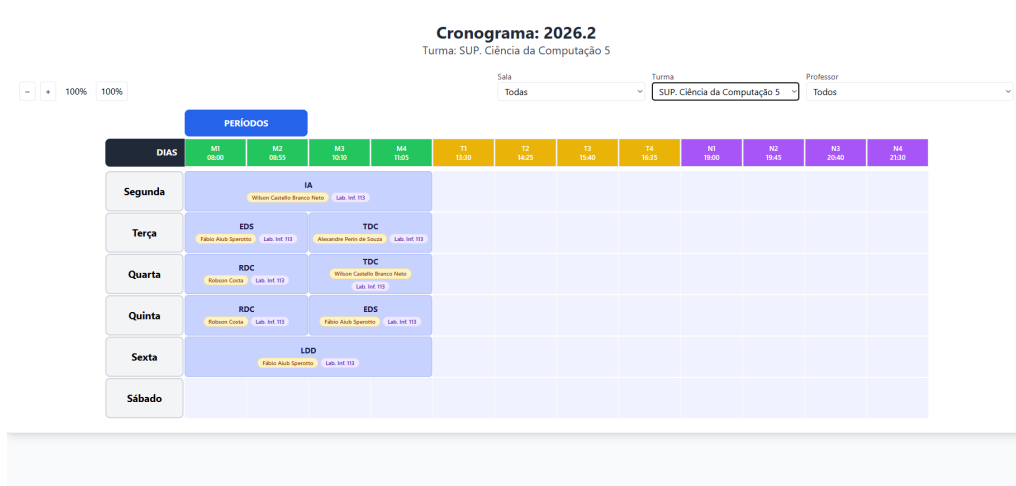 Cronograma: 2026.2
Turma: SUP. Ciência da Computação 5
Sala
Turma
Professor
- + 100% 100%
Todas
SUP. Ciência da Computação 5
Todos
PERÍODOS
DIAS
M1 M2 M3 M4 T1 T2 T3 T4 N1 N2 N3 N4
08:00 08:55 10:10 11:05 13:30 14:25 15:40 16:35 19:00 19:45 20:40 21:30
Segunda
IA
Wilson Castello Branco Neto Lab. Inf. 113
Terça
EDS
Fábio Aiub Sperotto Lab. Inf. 113
TDC
Alexandre Perin de Souza Lab. Inf. 113
Quarta
RDC
Robson Costa Lab. Inf. 113
TDC
Wilson Castello Branco Neto
Lab. Inf. 113
Quinta
RDC
Robson Costa Lab. Inf. 113
EDS
Fábio Aiub Sperotto Lab. Inf. 113
Sexta
LDD
Fábio Aiub Sperotto Lab. Inf. 113
Sábado